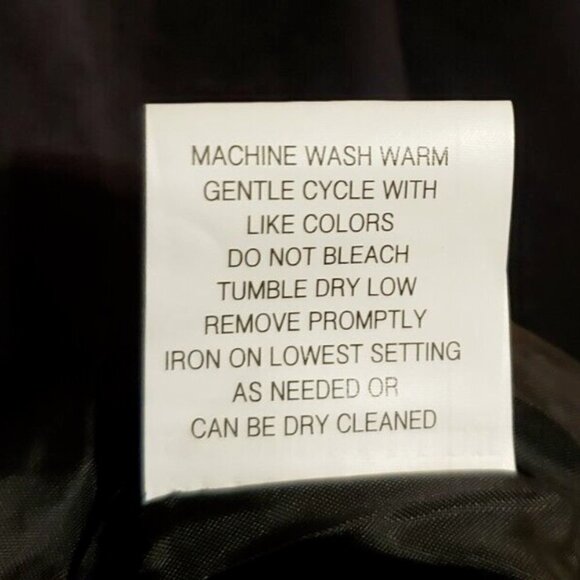 MACHINE WASH WARM
GENTLE CYCLE WITH
LIKE COLORS
DO NOT BLEACH
TUMBLE DRY LOW
REMOVE PROMPTLY
IRON ON LOWEST SETTING
AS NEEDED OR
CAN BE DRY CLEANED